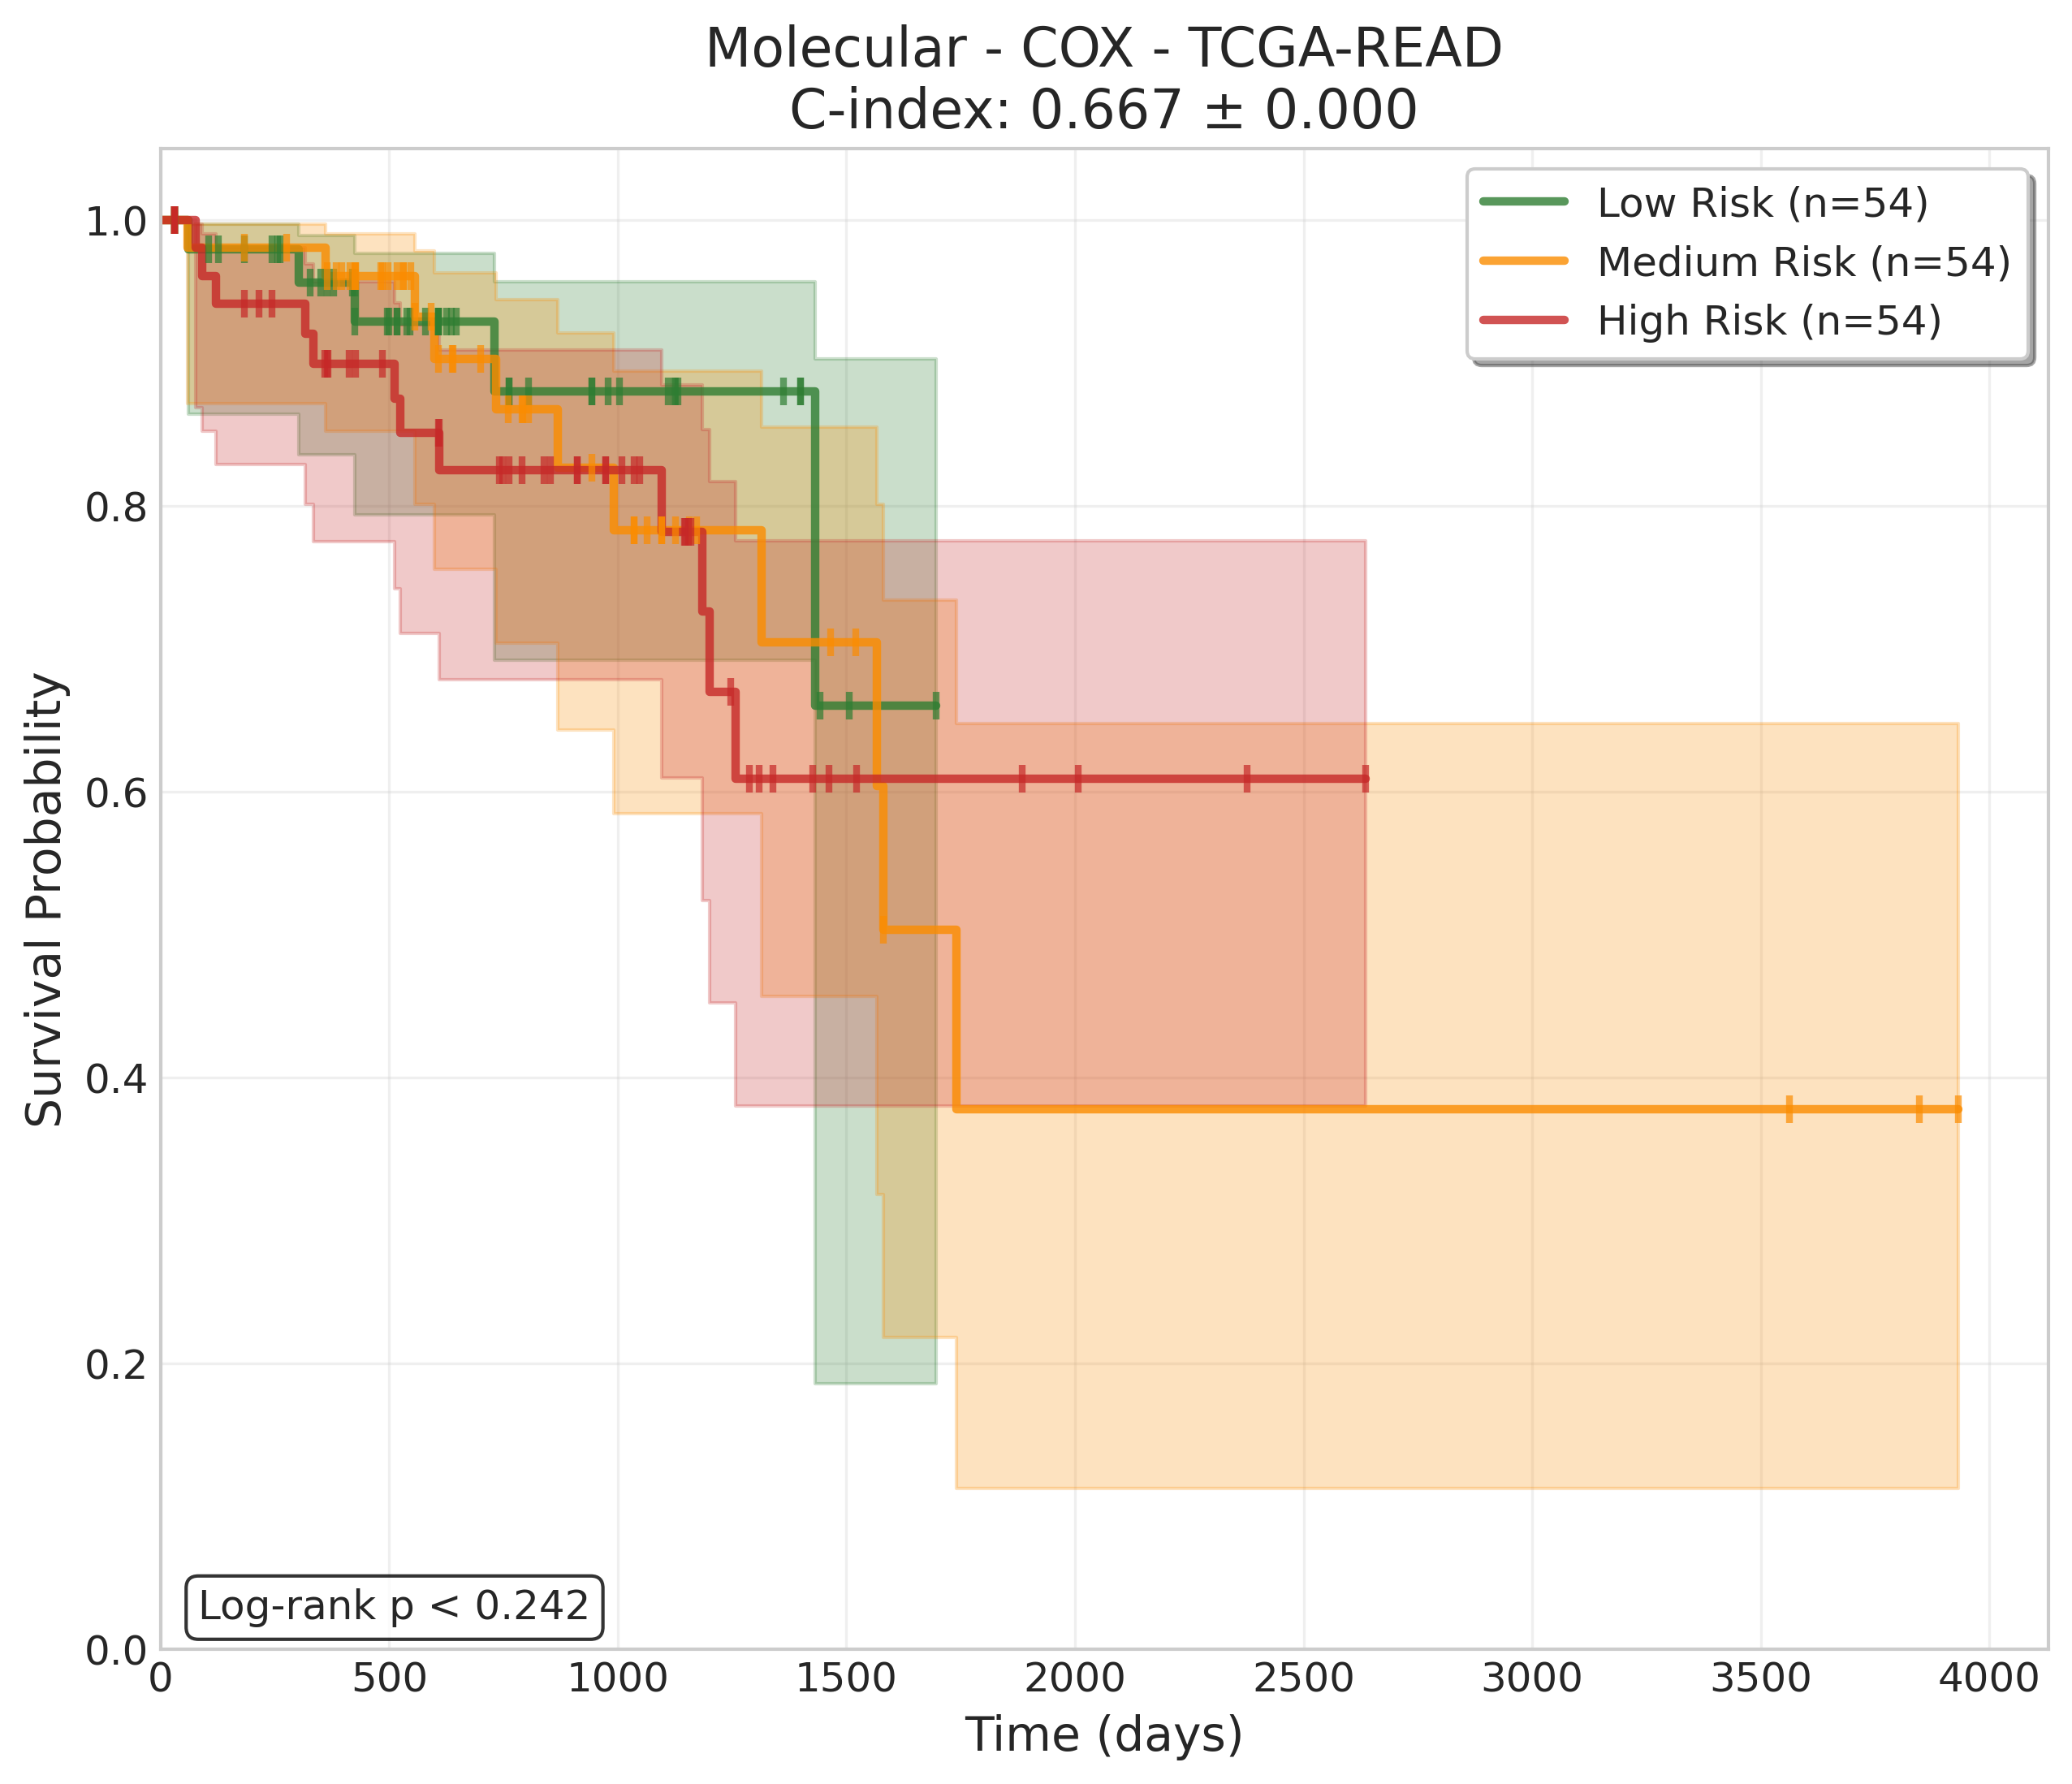 Molecular - COX - TCGA-READ
C-index: 0.667 ± 0.000
Low Risk (n=54)
Medium Risk (n=54)
High Risk (n=54)
Survival Probability
1.0
0.8
0.6
0.4
0.2
0.0
Log-rank p < 0.242
0 500 1000 1500 2000 2500 3000 3500 4000
Time (days)